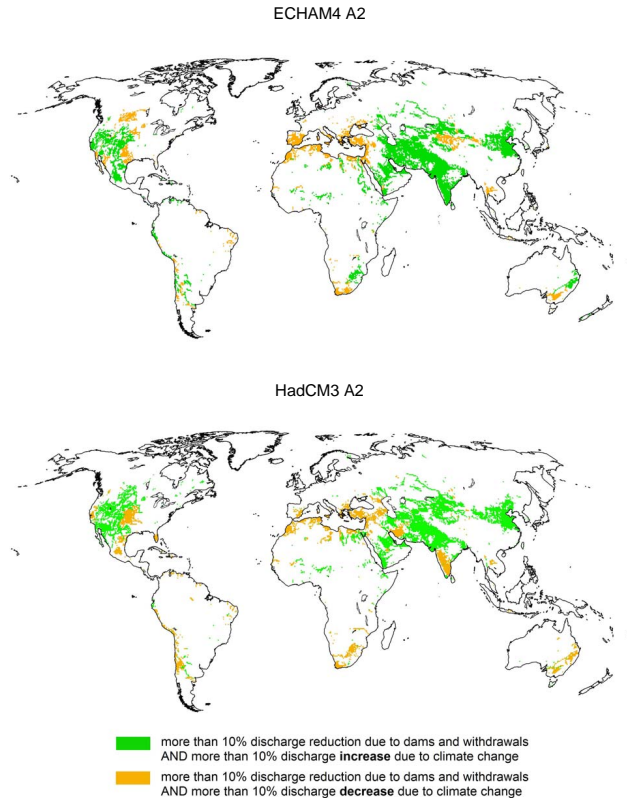 ECHAM4 A2
HadCM3 A2
more than 10% discharge reduction due to dams and withdrawals
AND more than 10% discharge increase due to climate change
more than 10% discharge reduction due to dams and withdrawals
AND more than 10% discharge decrease due to climate change